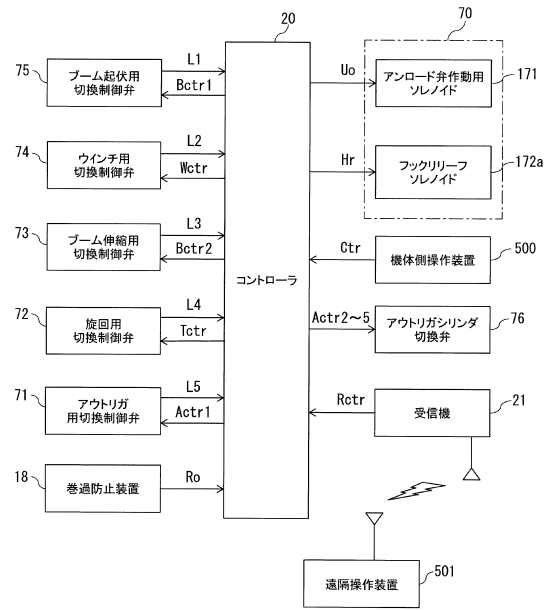 20
70
75
ブーム起伏用
切換制御弁
L1
Bctr1
Uo
アンロード弁作動用
ソレノイド
171
74
ウインチ用
切換制御弁
L2
Wctr
Hr
フックリリーフ
ソレノイド
172a
73
ブーム伸縮用
切換制御弁
L3
Bctr2
コントローラ
Ctr
機体側操作装置
500
72
旋回用
切換制御弁
L4
Tctr
Actr2～5
アウトリガシリンダ
切換弁
76
71
アウトリガ
用切換制御弁
L5
Actr1
Rctr
受信機
21
18
巻過防止装置
Ro
遠隔操作装置
501